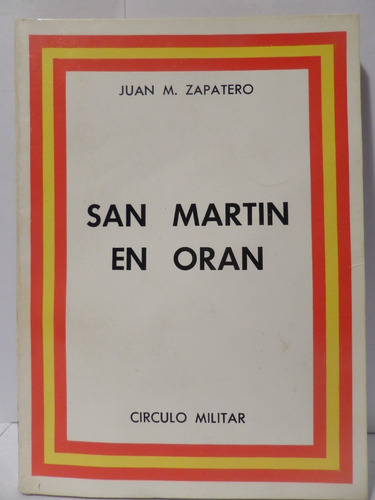 JUAN M. ZAPATERO
SAN MARTIN
EN ORAN
CIRCULO MILITAR